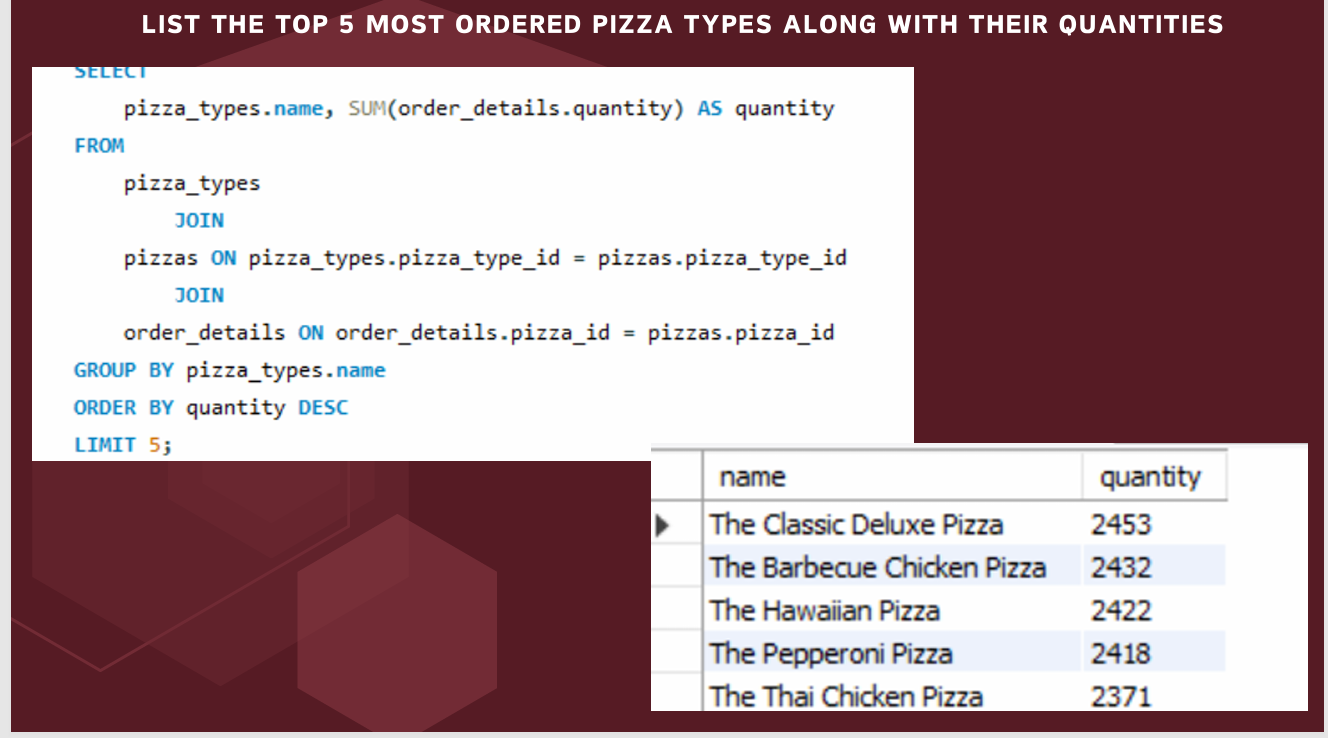 LIST THE TOP 5 MOST ORDERED PIZZA TYPES ALONG WITH THEIR QUANTITIES
SELECT
pizza_types.name, SUM(order_details.quantity) AS quantity
FROM
pizza_types
JOIN
pizzas ON pizza_types.pizza_type_id = pizzas.pizza_type_id
JOIN
order_details ON order_details.pizza_id = pizzas.pizza_id
GROUP BY pizza_types.name
ORDER BY quantity DESC
LIMIT 5;
name quantity
The Classic Deluxe Pizza 2453
The Barbecue Chicken Pizza 2432
The Hawaiian Pizza 2422
The Pepperoni Pizza 2418
The Thai Chicken Pizza 2371